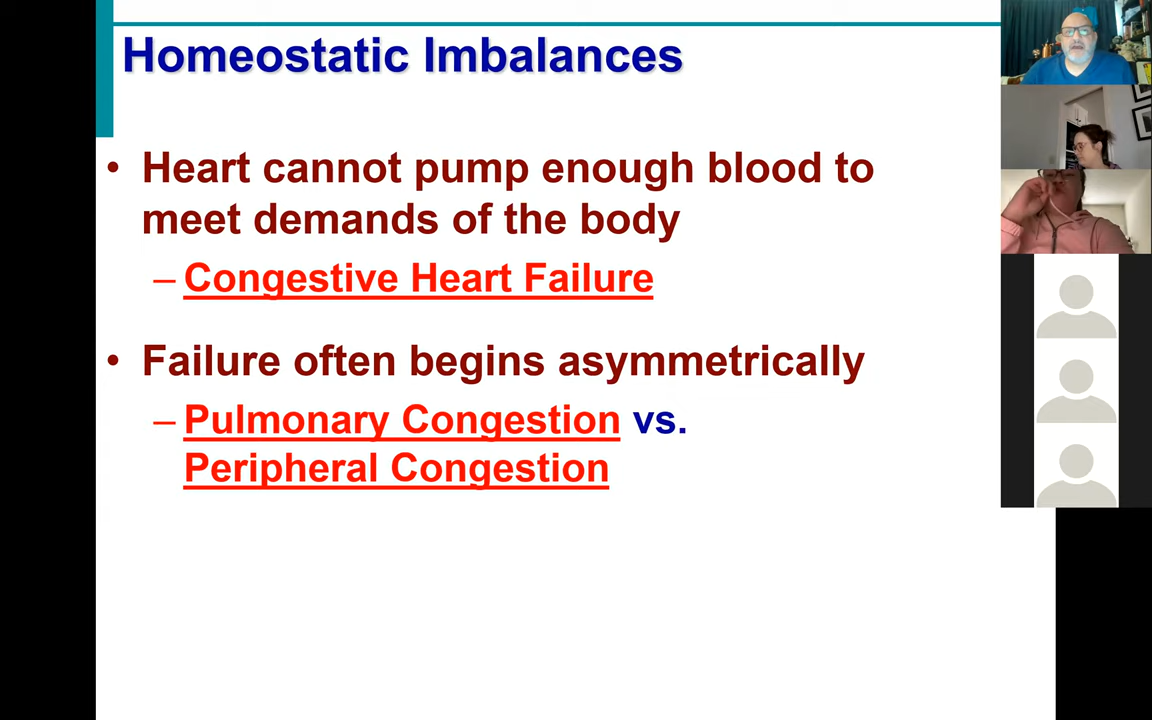 Homeostatic Imbalances
• Heart cannot pump enough blood to
meet demands of the body
– Congestive Heart Failure
• Failure often begins asymmetrically
– Pulmonary Congestion vs.
Peripheral Congestion